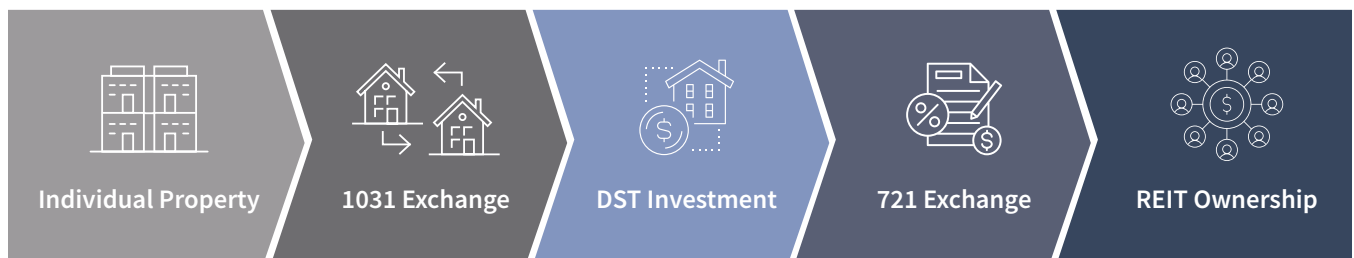 Individual Property
1031 Exchange
DST Investment
721 Exchange
REIT Ownership
$
%
$
$